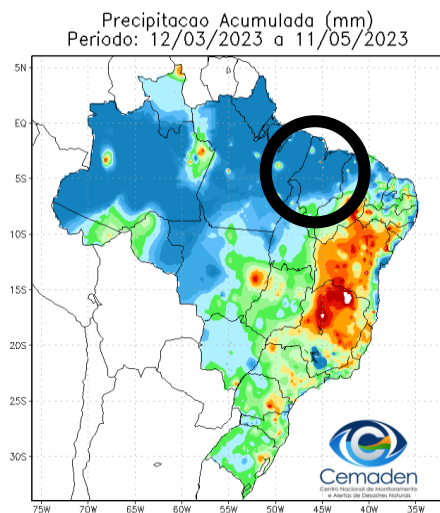 Precipitacao Acumulada (mm)
Periodo: 12/03/2023 a 11/05/2023
5N
EQ
5S
10S
15S
20S
25S
30S
75W 70W 65W 60W 55W 50W 45W 40W 35W
Cemaden
Centro Nacional de Monitoramento
e Alertas de Desastres Naturais